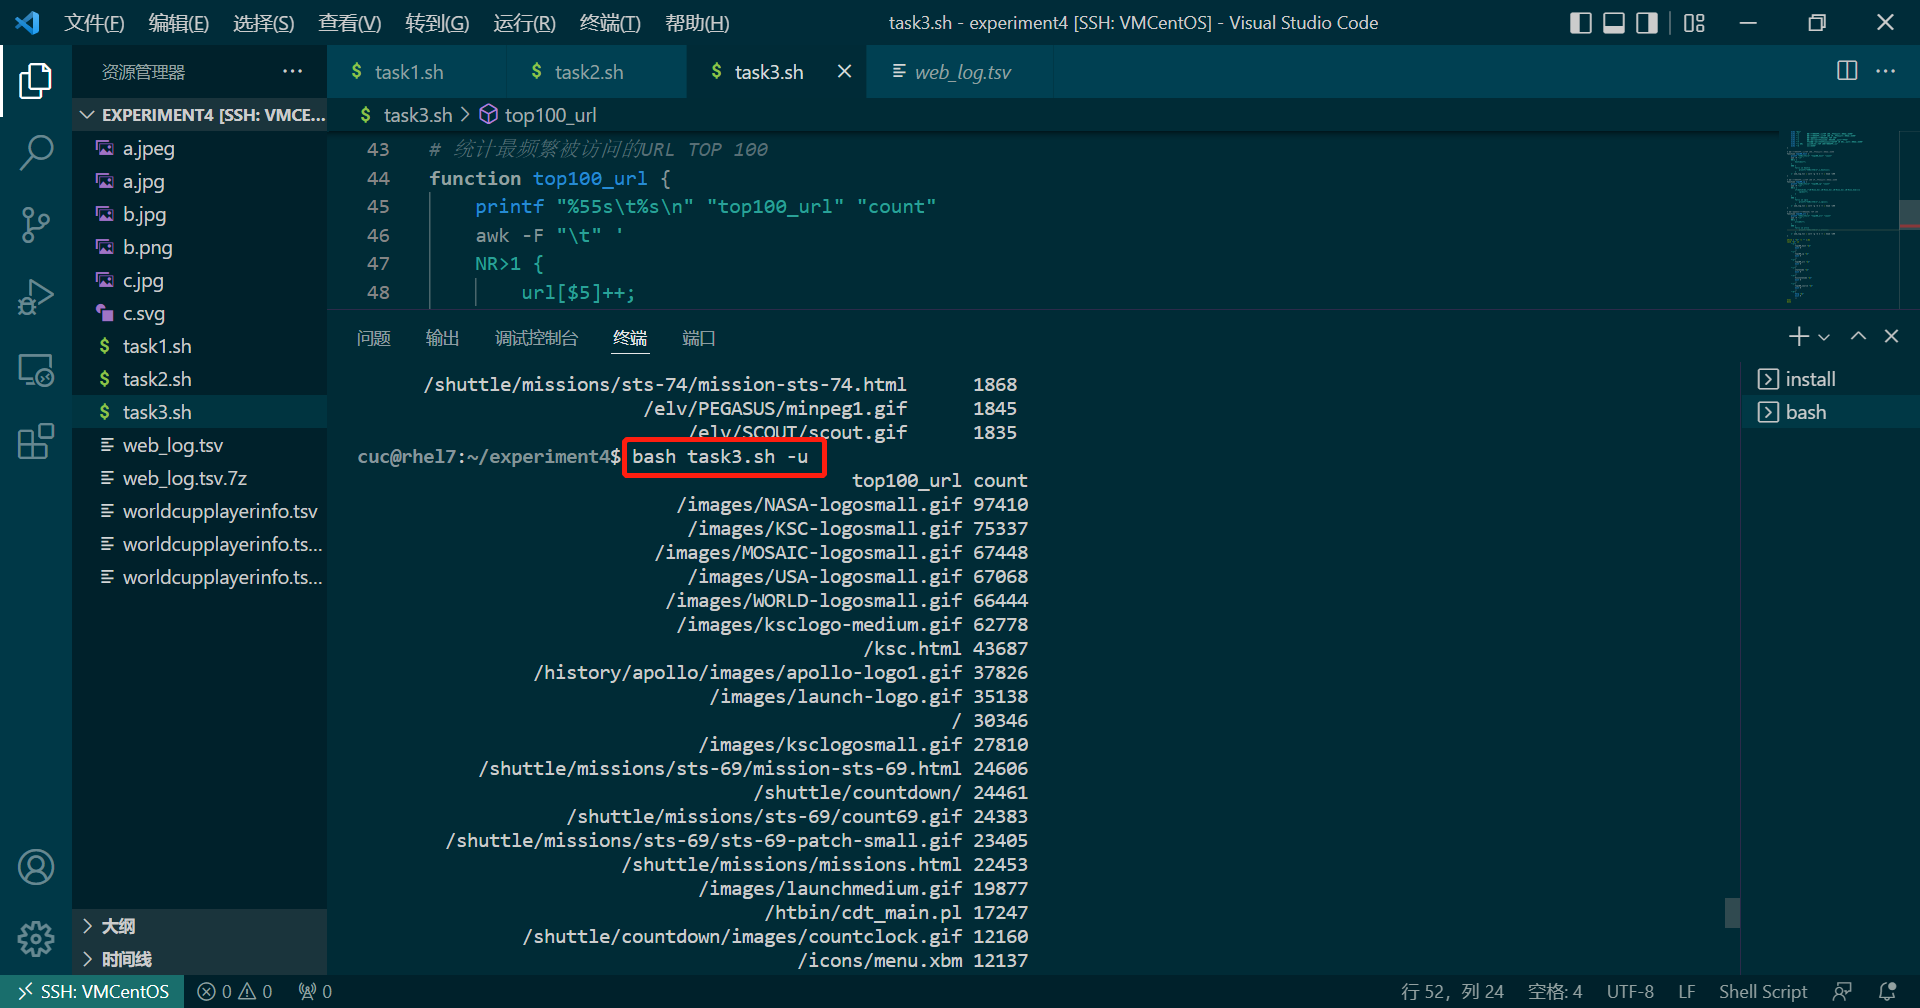 文件(F) 编辑(E) 选择(S) 查看(V) 转到(G) 运行(R) 终端(T) 帮助(H) task3.sh - experiment4 [SSH: VMCentOS] - Visual Studio Code
资源管理器 ··· $ task1.sh $ task2.sh $ task3.sh web_log.tsv ···
EXPERIMENT4 [SSH: VMCE...
a.jpeg
a.jpg
b.jpg
b.png
c.jpg
c.svg
$ task1.sh
$ task2.sh
$ task3.sh
web_log.tsv
web_log.tsv.7z
worldcupplayerinfo.tsv
worldcupplayerinfo.ts...
worldcupplayerinfo.ts...
大纲
时间线
$ task3.sh > top100_url
43 # 统计最频繁被访问的URL TOP 100
44 function top100_url {
45 printf "%55s\t%s\n" "top100_url" "count"
46 awk -F "\t" '
47 NR>1 {
48 url[$5]++;
问题 输出 调试控制台 终端 端口
/shuttle/missions/sts-74/mission-sts-74.html 1868
/elv/PEGASUS/minpeg1.gif 1845
/elv/SCOUT/scout.gif 1835
cuc@rhel7:~/experiment4$ bash task3.sh -u
top100_url count
/images/NASA-logosmall.gif 97410
/images/KSC-logosmall.gif 75337
/images/MOSAIC-logosmall.gif 67448
/images/USA-logosmall.gif 67068
/images/WORLD-logosmall.gif 66444
/images/ksclogo-medium.gif 62778
/ksc.html 43687
/history/apollo/images/apollo-logo1.gif 37826
/images/launch-logo.gif 35138
/ 30346
/images/ksclogosmall.gif 27810
/shuttle/missions/sts-69/mission-sts-69.html 24606
/shuttle/countdown/ 24461
/shuttle/missions/sts-69/count69.gif 24383
/shuttle/missions/sts-69/sts-69-patch-small.gif 23405
/shuttle/missions/missions.html 22453
/images/launchmedium.gif 19877
/htbin/cdt_main.pl 17247
/shuttle/countdown/images/countclock.gif 12160
/icons/menu.xbm 12137
install
bash
SSH: VMCentOS 0 0 0 行 52，列 24 空格: 4 UTF-8 LF Shell Script